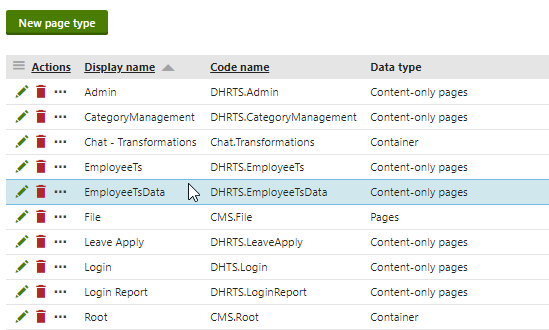 New page type
Actions Display name Code name Data type
Admin DHRTS.Admin Content-only pages
CategoryManagement DHRTS.CategoryManagement Content-only pages
Chat - Transformations Chat.Transformations Container
EmployeeTs DHRTS.EmployeeTs Content-only pages
EmployeeTsData DHRTS.EmployeeTsData Content-only pages
File CMS.File Pages
Leave Apply DHRTS.LeaveApply Content-only pages
Login DHTS.Login Content-only pages
Login Report DHRTS.LoginReport Content-only pages
Root CMS.Root Container